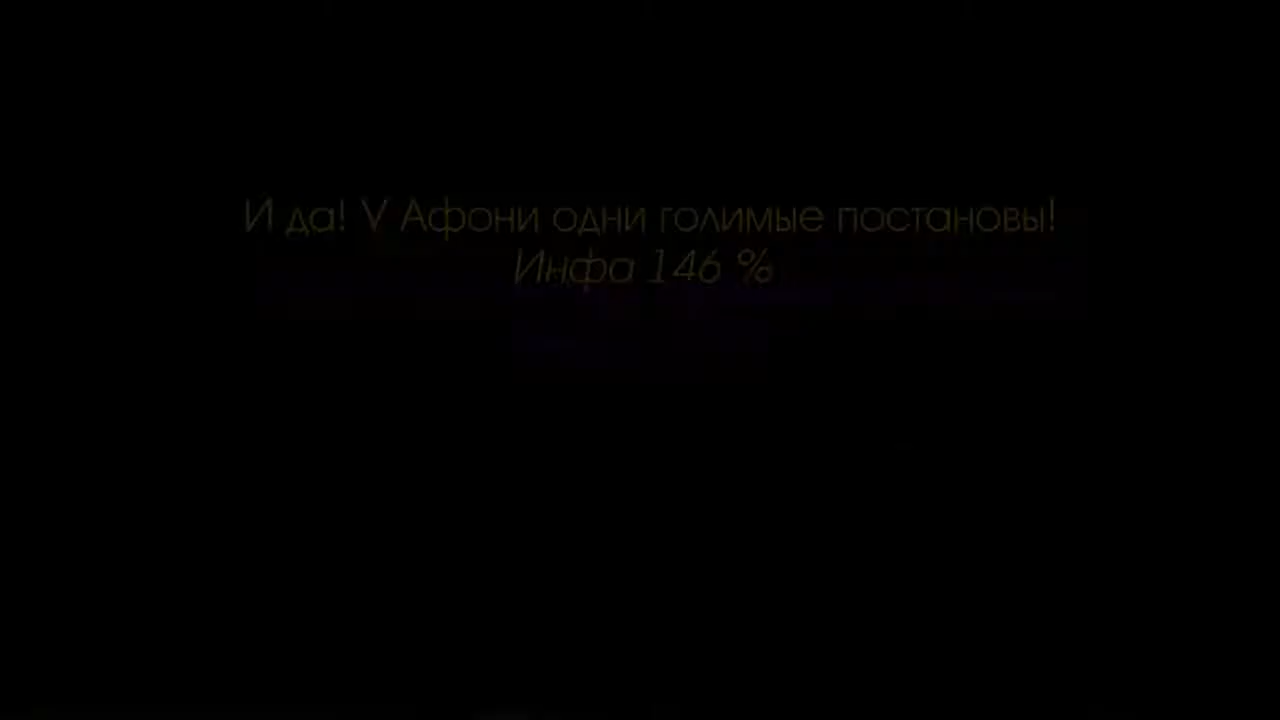 И да! У Афони одни голимые постановы!
Инфа 146 %